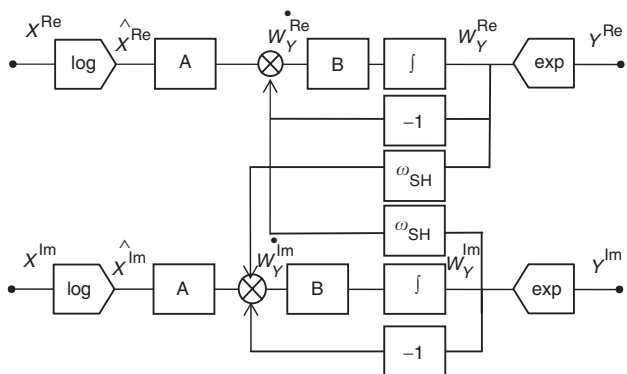 X^Re log X̂^Re A Ẇ_Y^Re B ∫ W_Y^Re exp Y^Re
–1
ω_SH
ω_SH
X^Im log X̂^Im A Ẇ_Y^Im B ∫ W_Y^Im exp Y^Im
–1